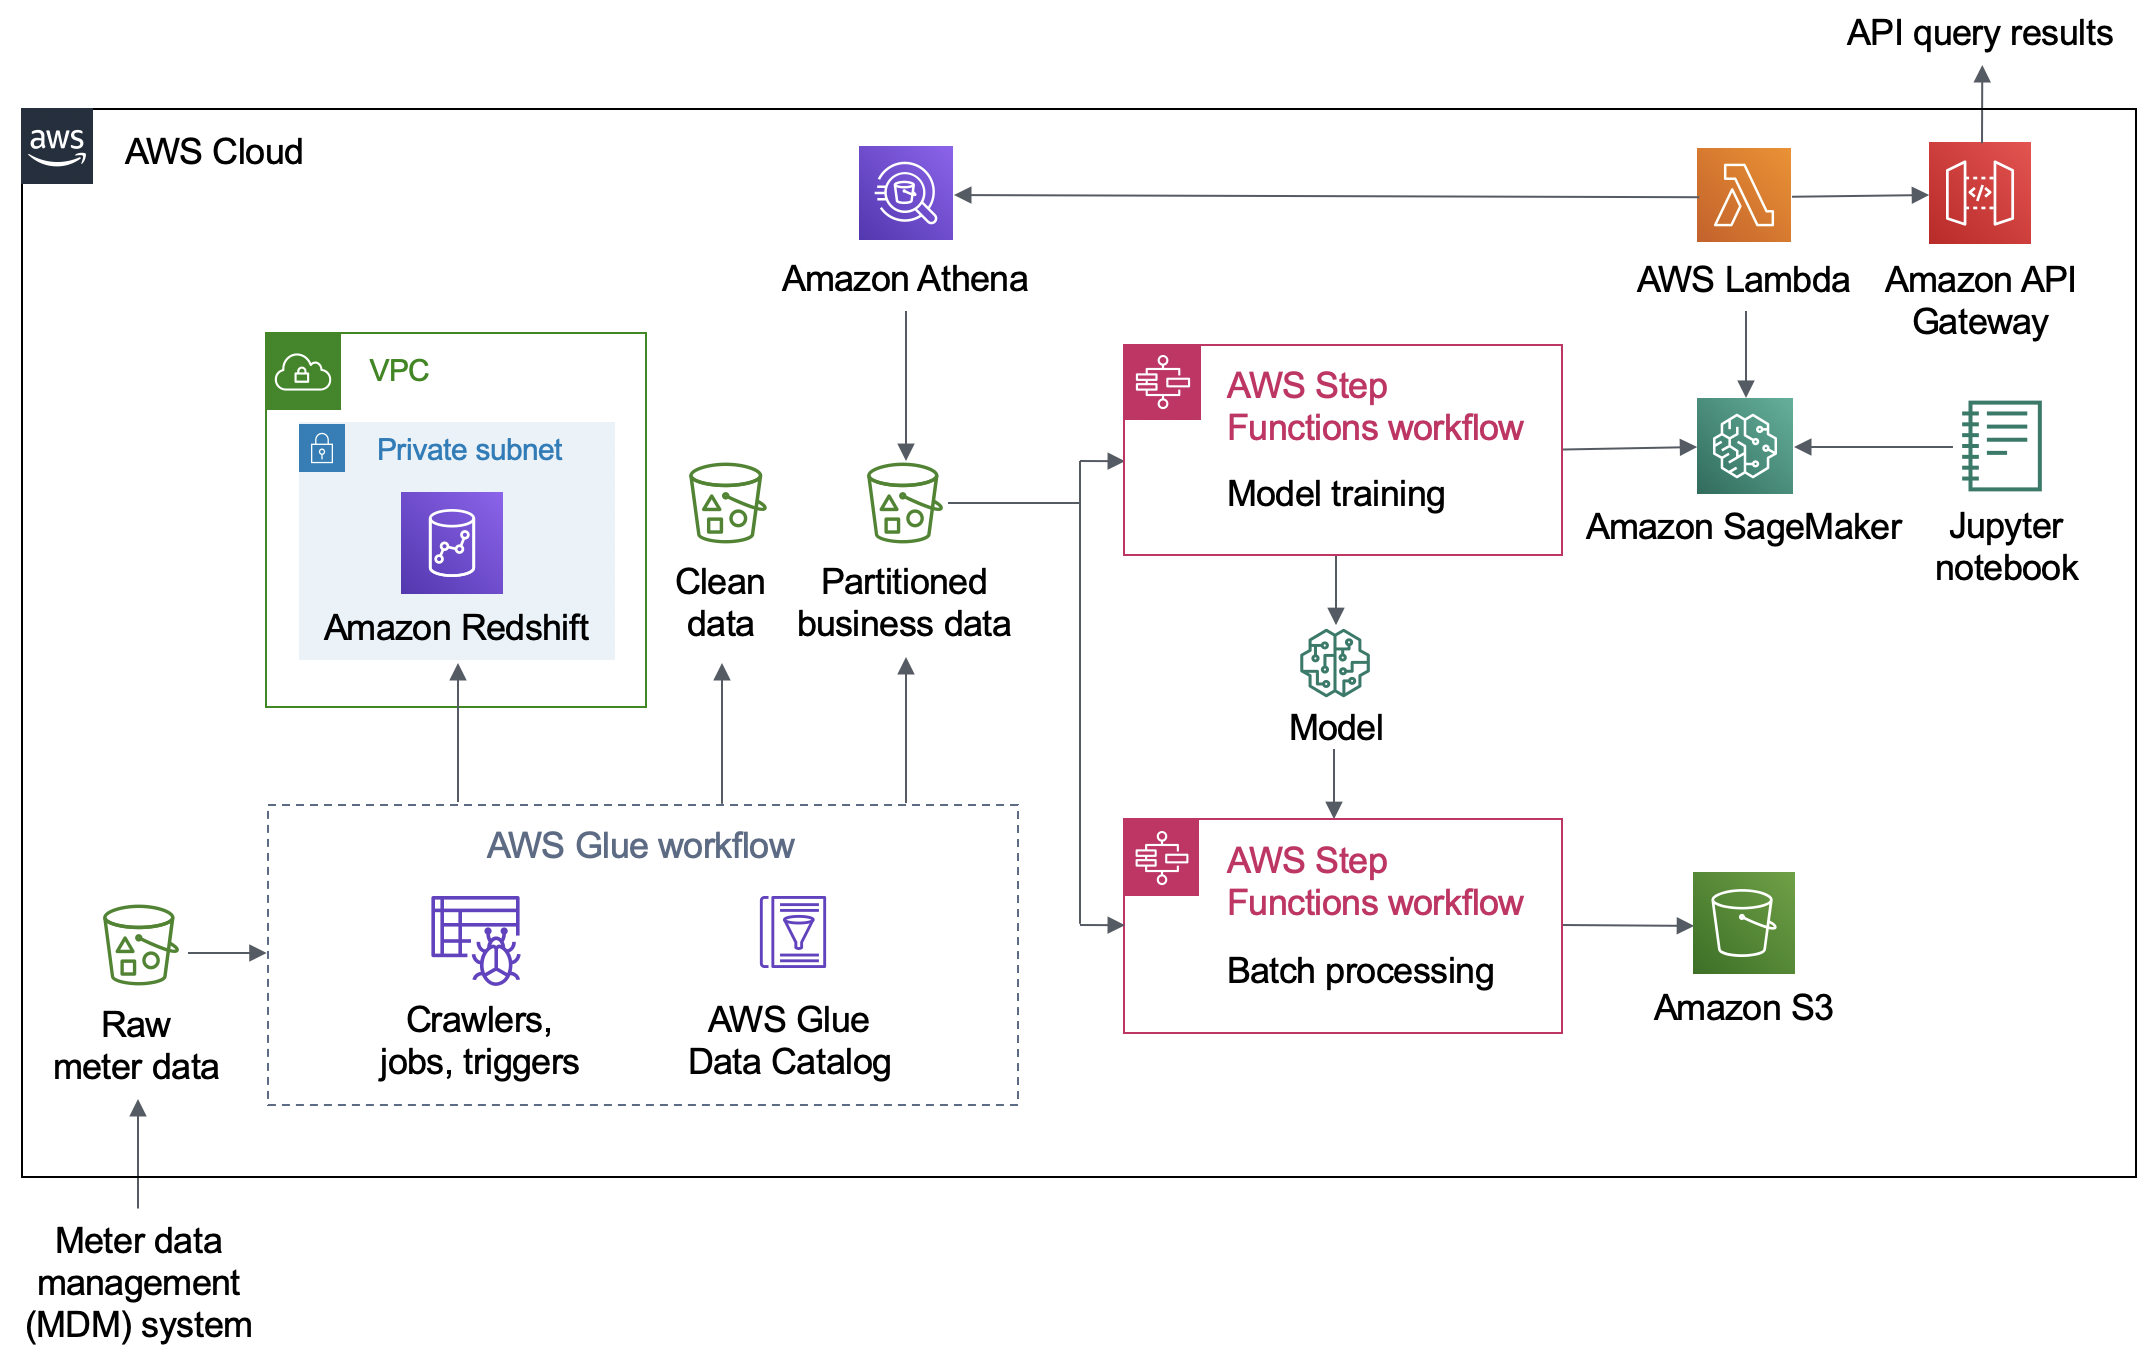 API query results
aws
AWS Cloud
Amazon Athena
AWS Lambda
Amazon API
Gateway
VPC
Private subnet
Amazon Redshift
Clean
data
Partitioned
business data
AWS Step
Functions workflow
Model training
Amazon SageMaker
Jupyter
notebook
Model
AWS Glue workflow
Crawlers,
jobs, triggers
AWS Glue
Data Catalog
AWS Step
Functions workflow
Batch processing
Amazon S3
Raw
meter data
Meter data
management
(MDM) system